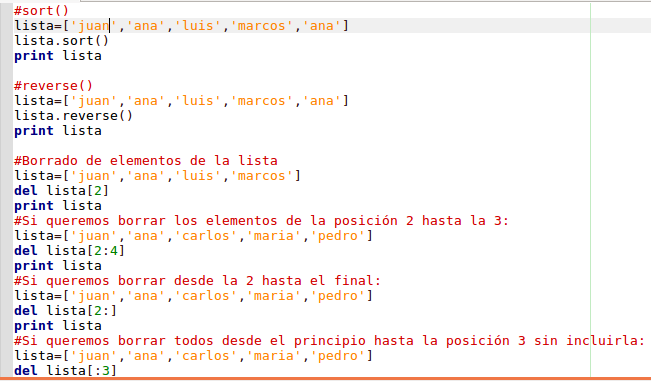 #sort()
lista=['juan','ana','luis','marcos','ana']
lista.sort()
print lista
#reverse()
lista=['juan','ana','luis','marcos','ana']
lista.reverse()
print lista
#Borrado de elementos de la lista
lista=['juan','ana','luis','marcos']
del lista[2]
print lista
#Si queremos borrar los elementos de la posición 2 hasta la 3:
lista=['juan','ana','carlos','maria','pedro']
del lista[2:4]
print lista
#Si queremos borrar desde la 2 hasta el final:
lista=['juan','ana','carlos','maria','pedro']
del lista[2:]
print lista
#Si queremos borrar todos desde el principio hasta la posición 3 sin incluirla:
lista=['juan','ana','carlos','maria','pedro']
del lista[:3]